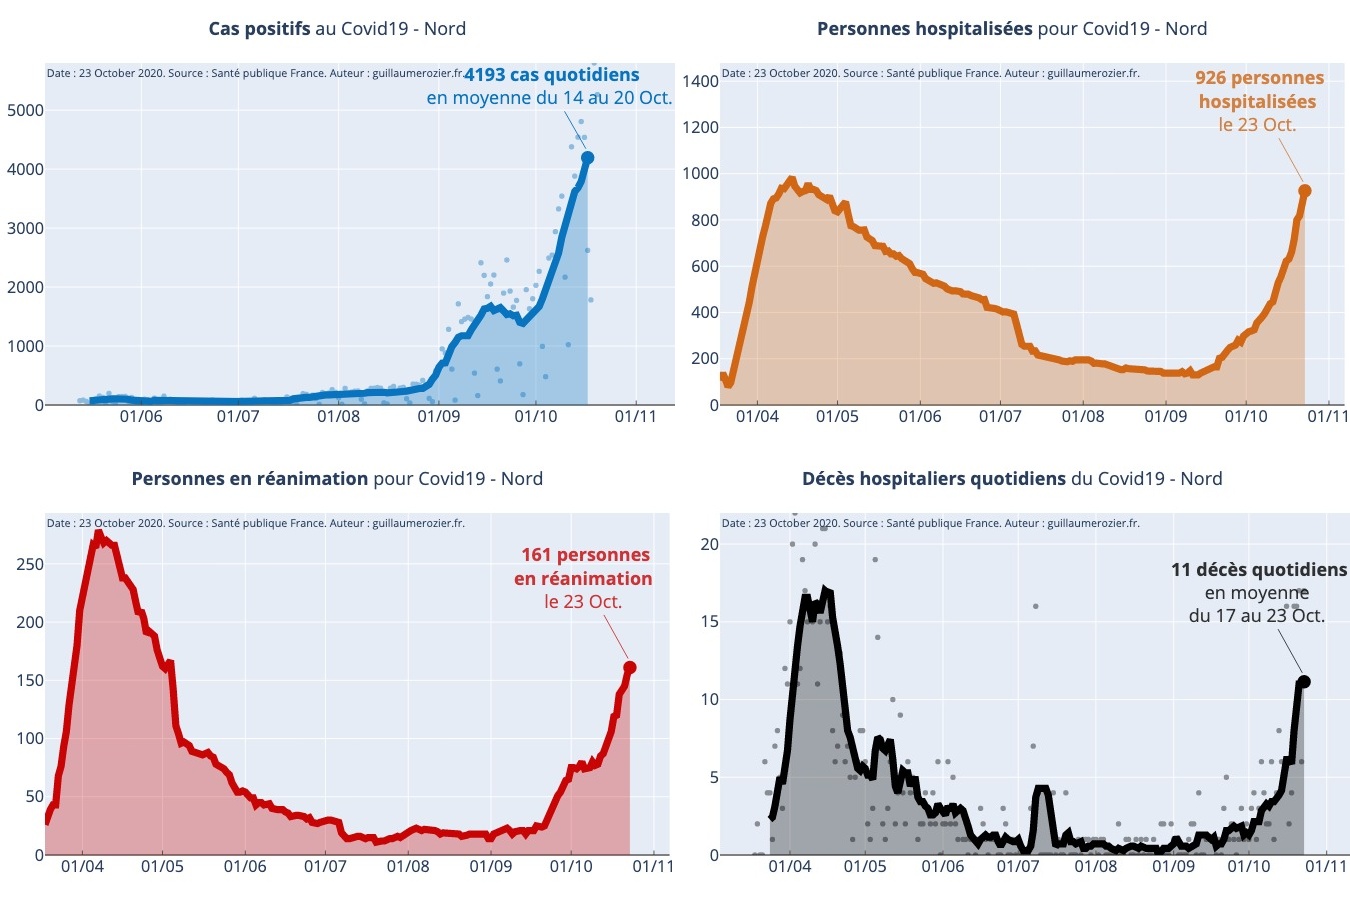 Cas positifs au Covid19 - Nord
Date : 23 October 2020. Source : Santé publique France. Auteur : guillaumerozier.fr.
4193 cas quotidiens
en moyenne du 14 au 20 Oct.
5000
4000
3000
2000
1000
0
01/06
01/07
01/08
01/09
01/10
01/11
Personnes hospitalisées pour Covid19 - Nord
Date : 23 October 2020. Source : Santé publique France. Auteur : guillaumerozier.fr.
926 personnes
hospitalisées
le 23 Oct.
1400
1200
1000
800
600
400
200
0
01/04
01/05
01/06
01/07
01/08
01/09
01/10
01/11
Personnes en réanimation pour Covid19 - Nord
Date : 23 October 2020. Source : Santé publique France. Auteur : guillaumerozier.fr.
161 personnes
en réanimation
le 23 Oct.
250
200
150
100
50
0
01/04
01/05
01/06
01/07
01/08
01/09
01/10
01/11
Décès hospitaliers quotidiens du Covid19 - Nord
Date : 23 October 2020. Source : Santé publique France. Auteur : guillaumerozier.fr.
11 décès quotidiens
en moyenne
du 17 au 23 Oct.
20
15
10
5
0
01/04
01/05
01/06
01/07
01/08
01/09
01/10
01/11